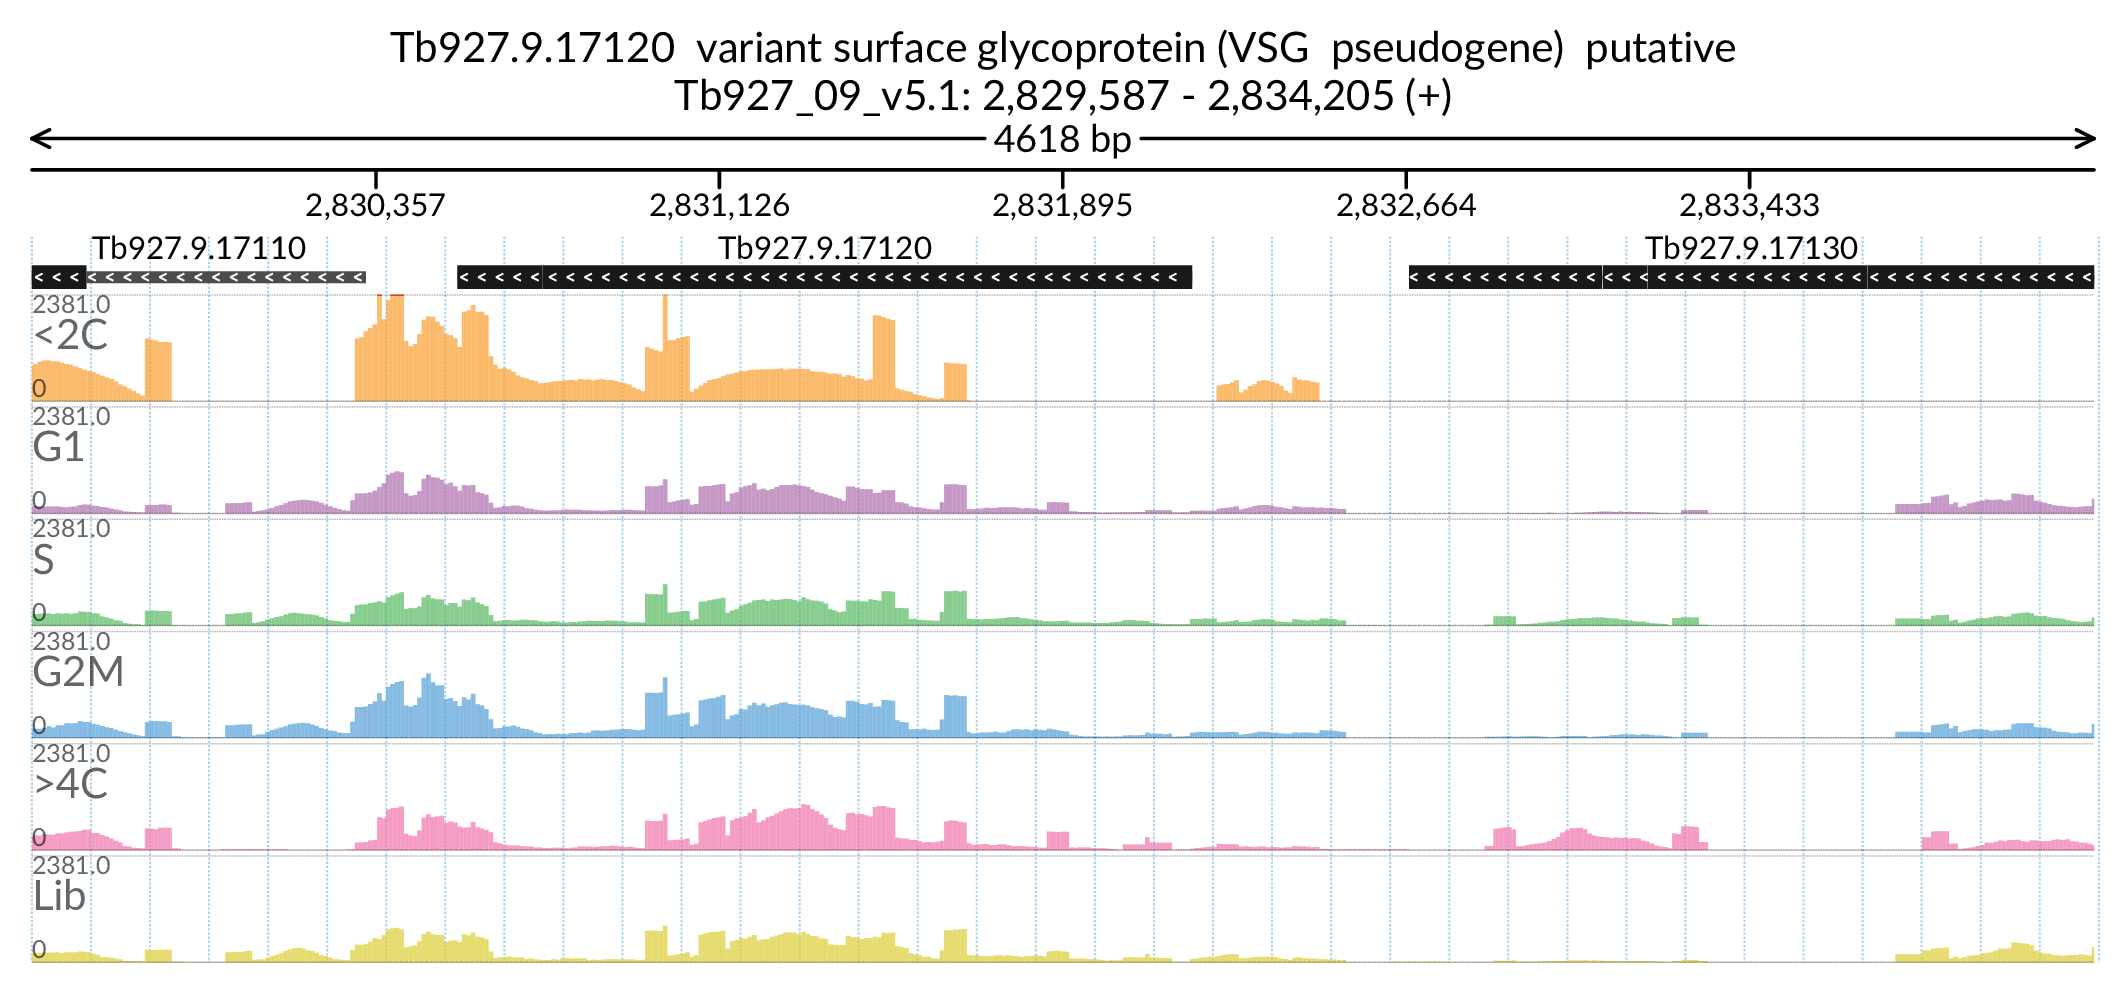 Tb927.9.17120 variant surface glycoprotein (VSG pseudogene) putative
Tb927_09_v5.1: 2,829,587 - 2,834,205 (+)
4618 bp
2,830,357 2,831,126 2,831,895 2,832,664 2,833,433
Tb927.9.17110 Tb927.9.17120 Tb927.9.17130
2381.0
<2C
0
2381.0
G1
0
2381.0
S
0
2381.0
G2M
0
2381.0
>4C
0
2381.0
Lib
0